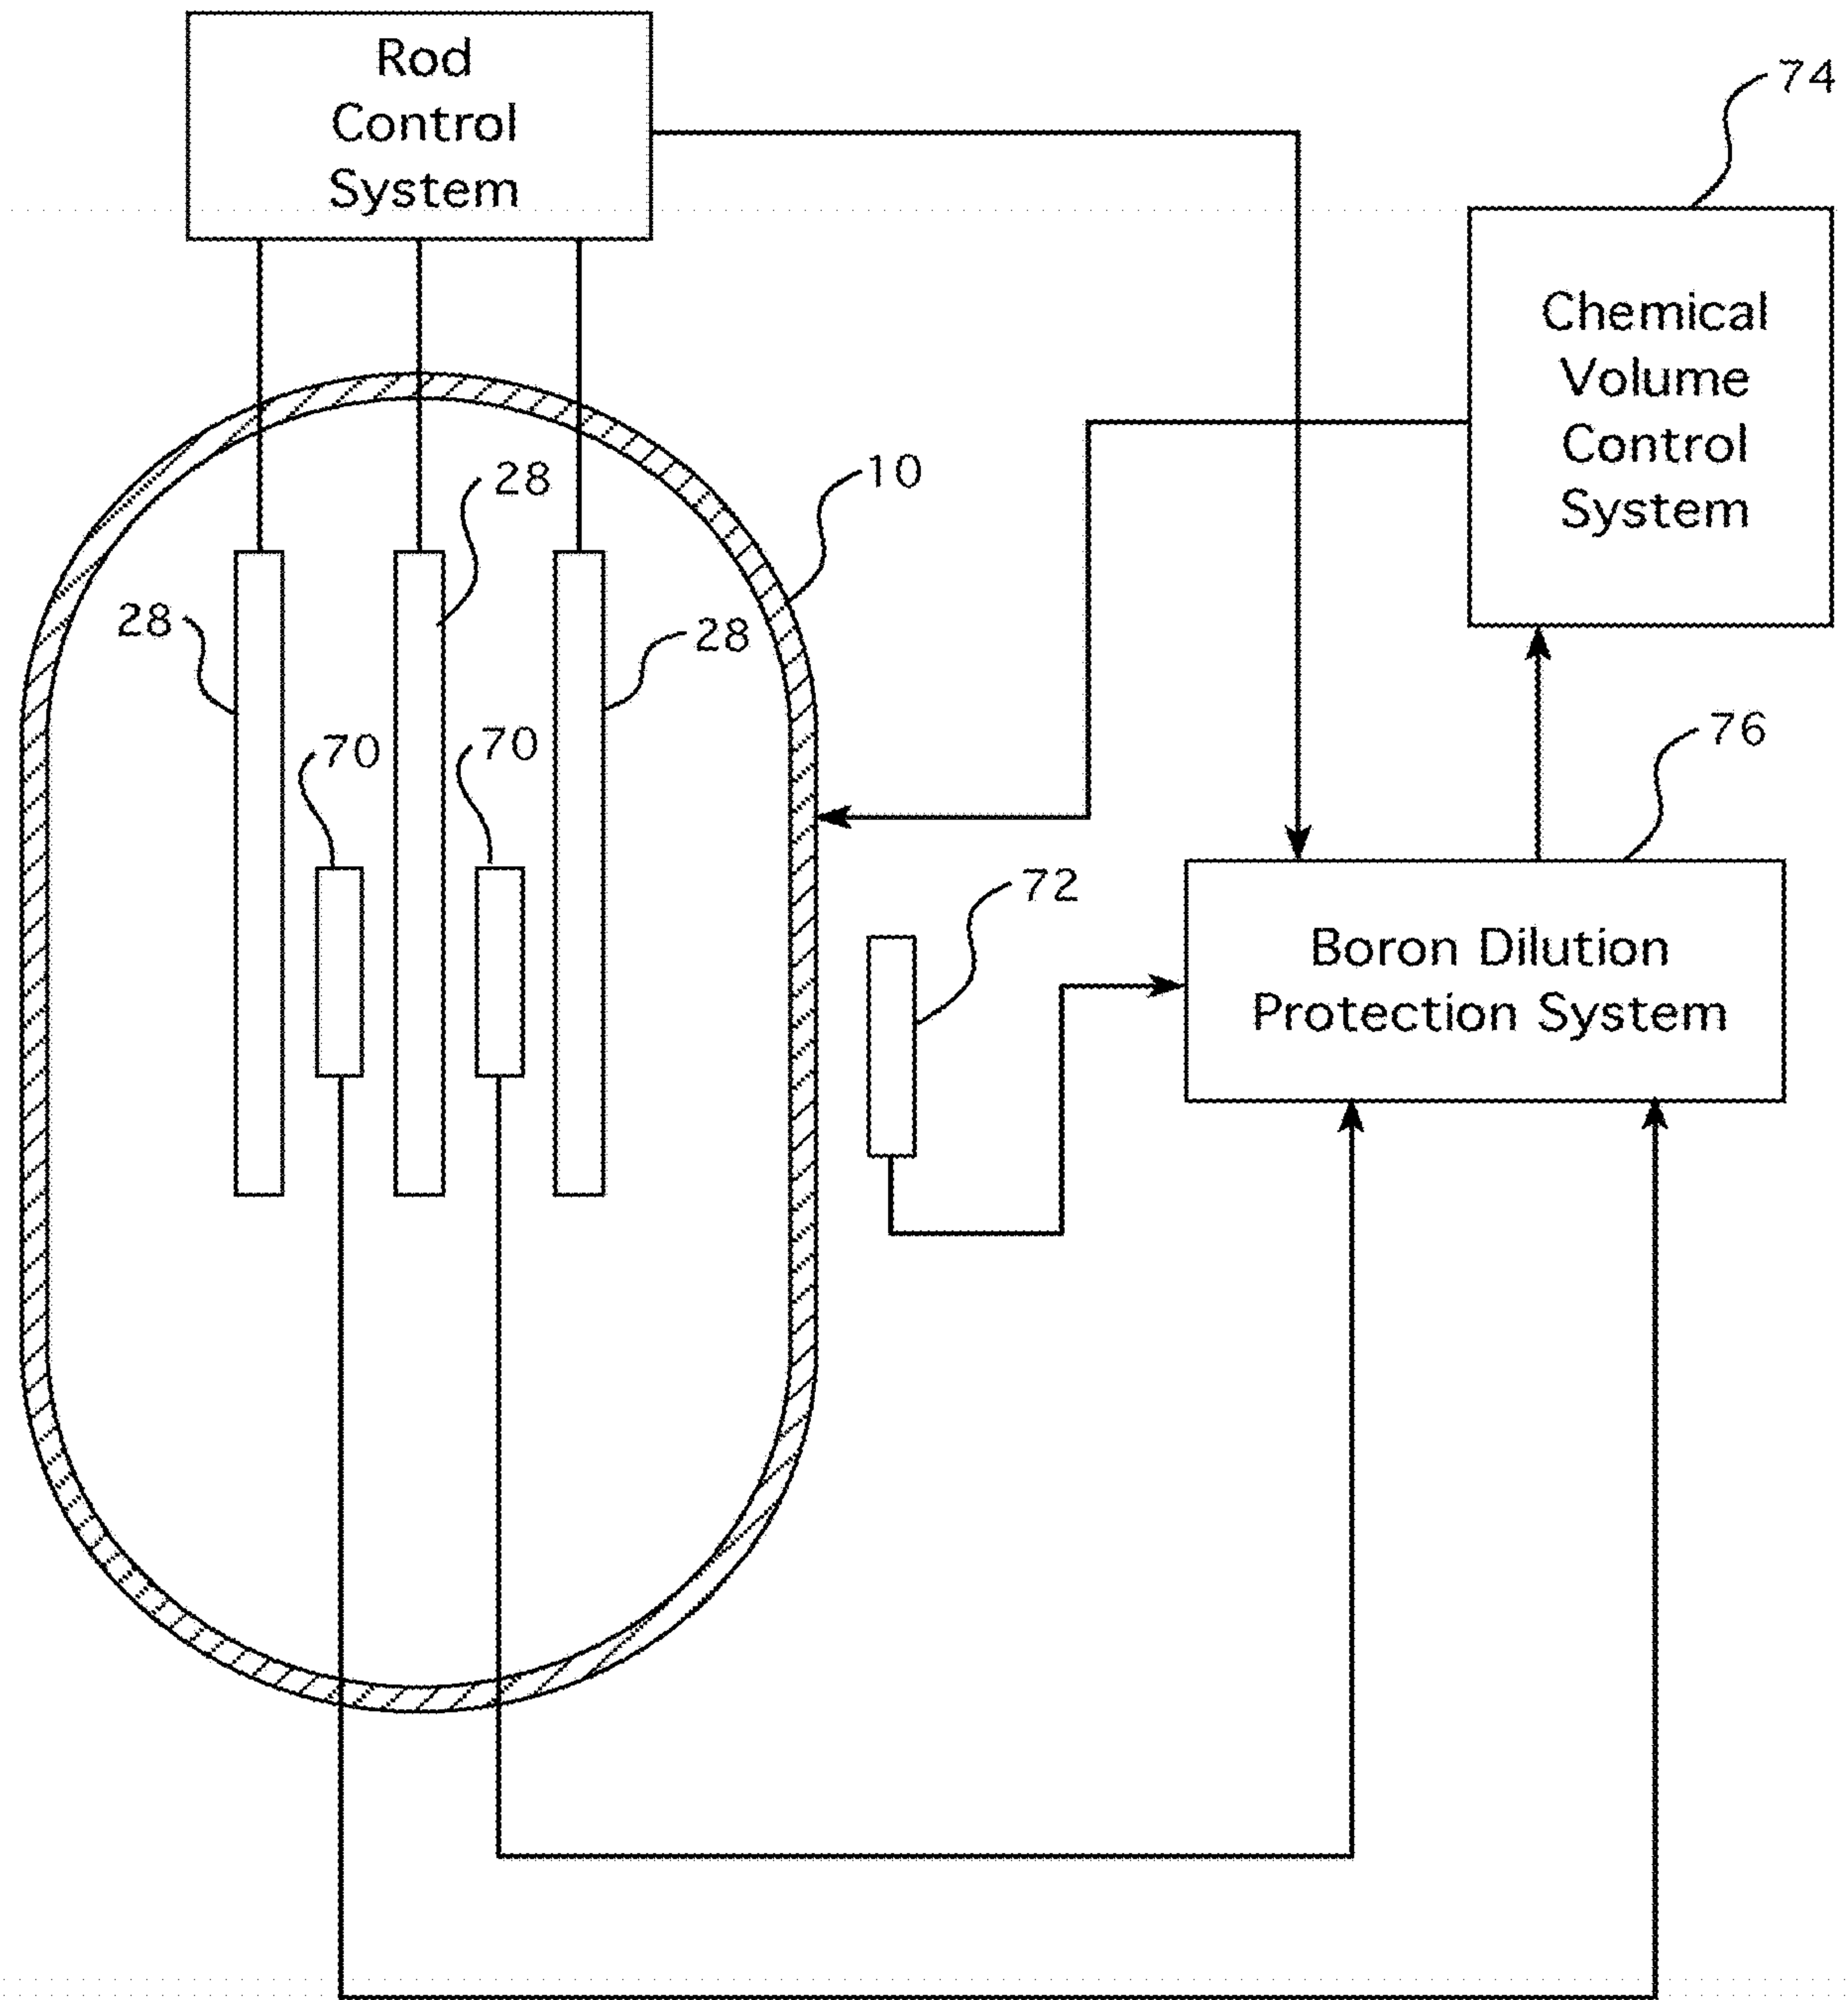 Rod
Control
System
74
Chemical
Volume
Control
System
10
28
28
28
70
70
76
72
Boron Dilution
Protection System